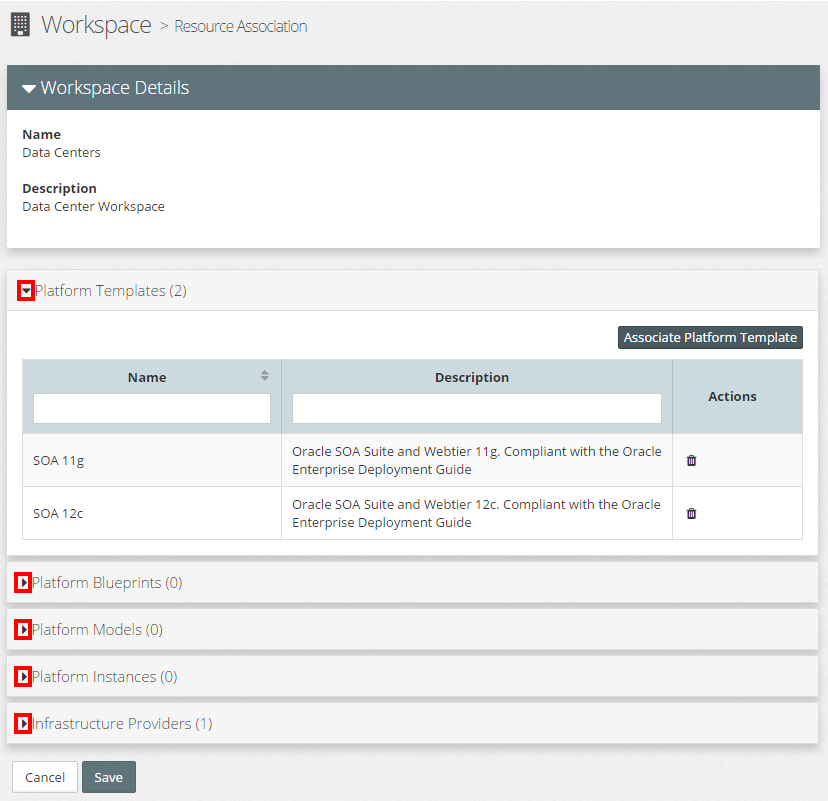 Workspace > Resource Association
Workspace Details
Name
Data Centers
Description
Data Center Workspace
Platform Templates (2)
Associate Platform Template
Name Description Actions
SOA 11g
Oracle SOA Suite and Webtier 11g. Compliant with the Oracle
Enterprise Deployment Guide
SOA 12c
Oracle SOA Suite and Webtier 12c. Compliant with the Oracle
Enterprise Deployment Guide
Platform Blueprints (0)
Platform Models (0)
Platform Instances (0)
Infrastructure Providers (1)
Cancel Save